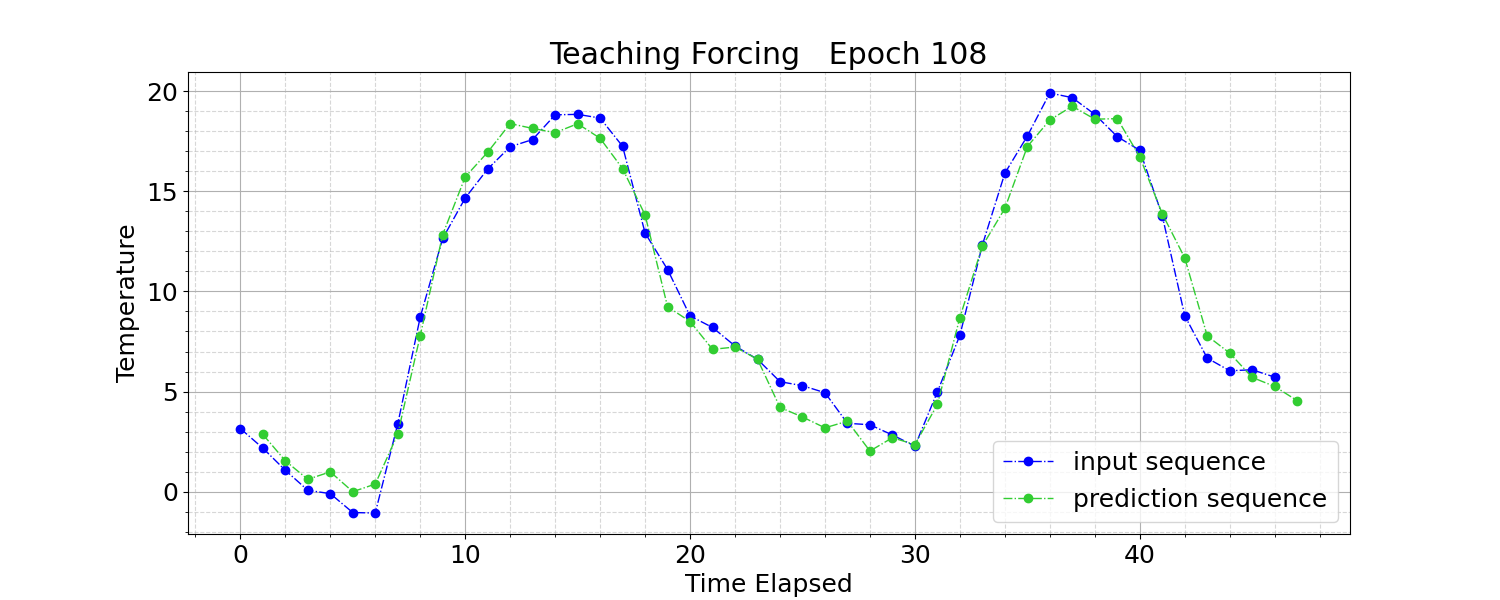 Teaching Forcing   Epoch 108
Temperature
20
15
10
5
0
input sequence
prediction sequence
0 10 20 30 40
Time Elapsed